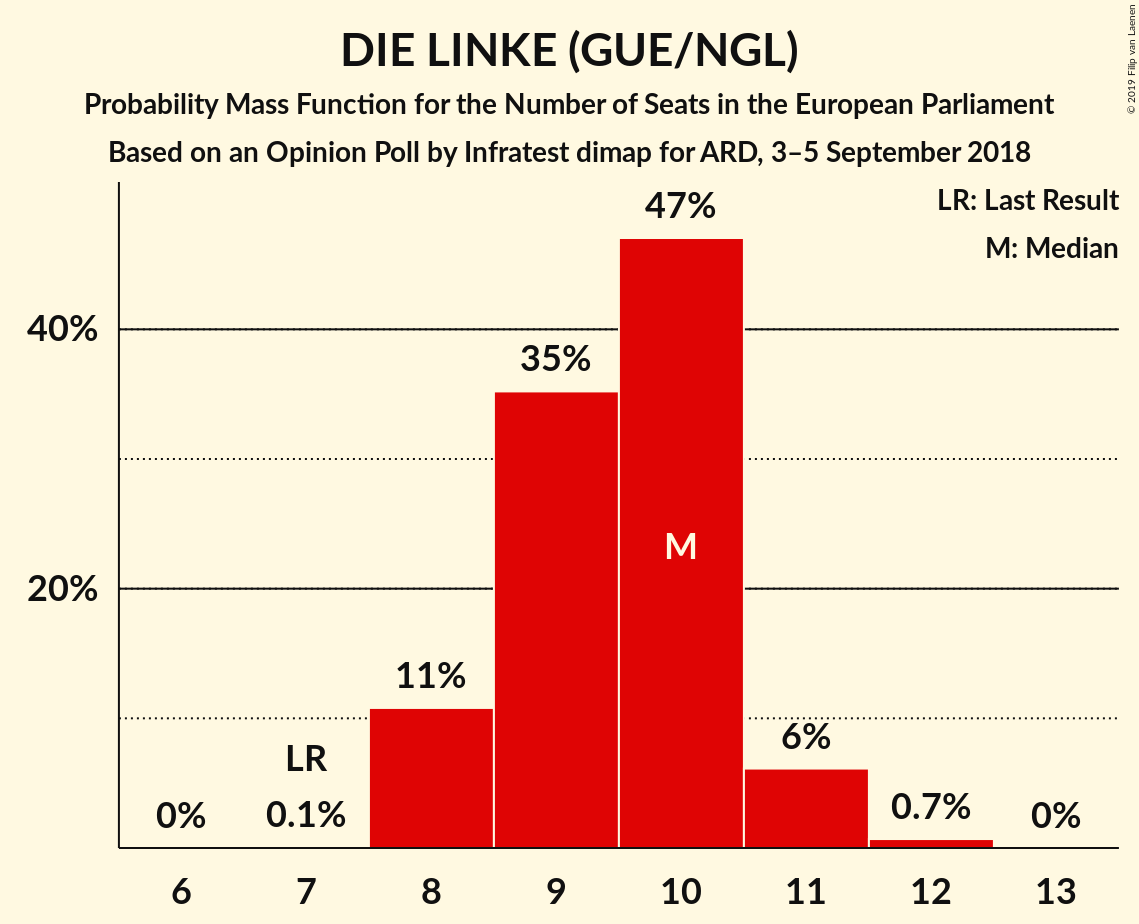 DIE LINKE (GUE/NGL)
Probability Mass Function for the Number of Seats in the European Parliament
Based on an Opinion Poll by Infratest dimap for ARD, 3–5 September 2018
© 2019 Filip van Laenen
LR: Last Result
M: Median
47%
40%
35%
M
20%
11%
6%
LR
0%
0.1%
0.7%
0%
6 7 8 9 10 11 12 13